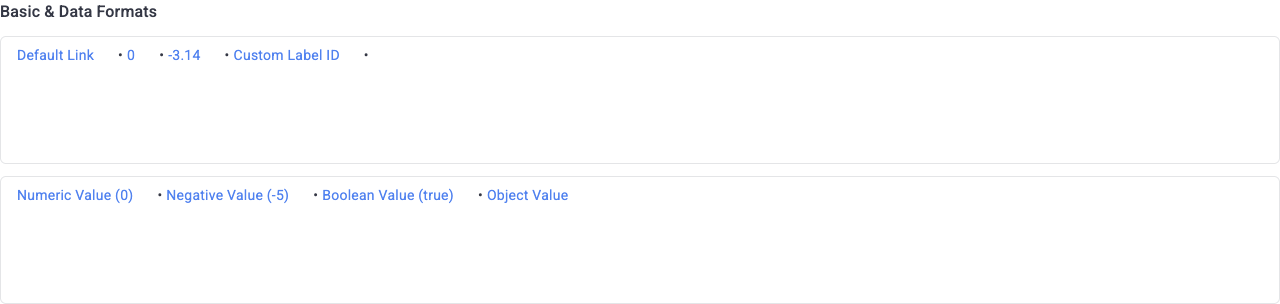 Basic & Data Formats
Default Link • 0 • -3.14 • Custom Label ID •
Numeric Value (0) • Negative Value (-5) • Boolean Value (true) • Object Value